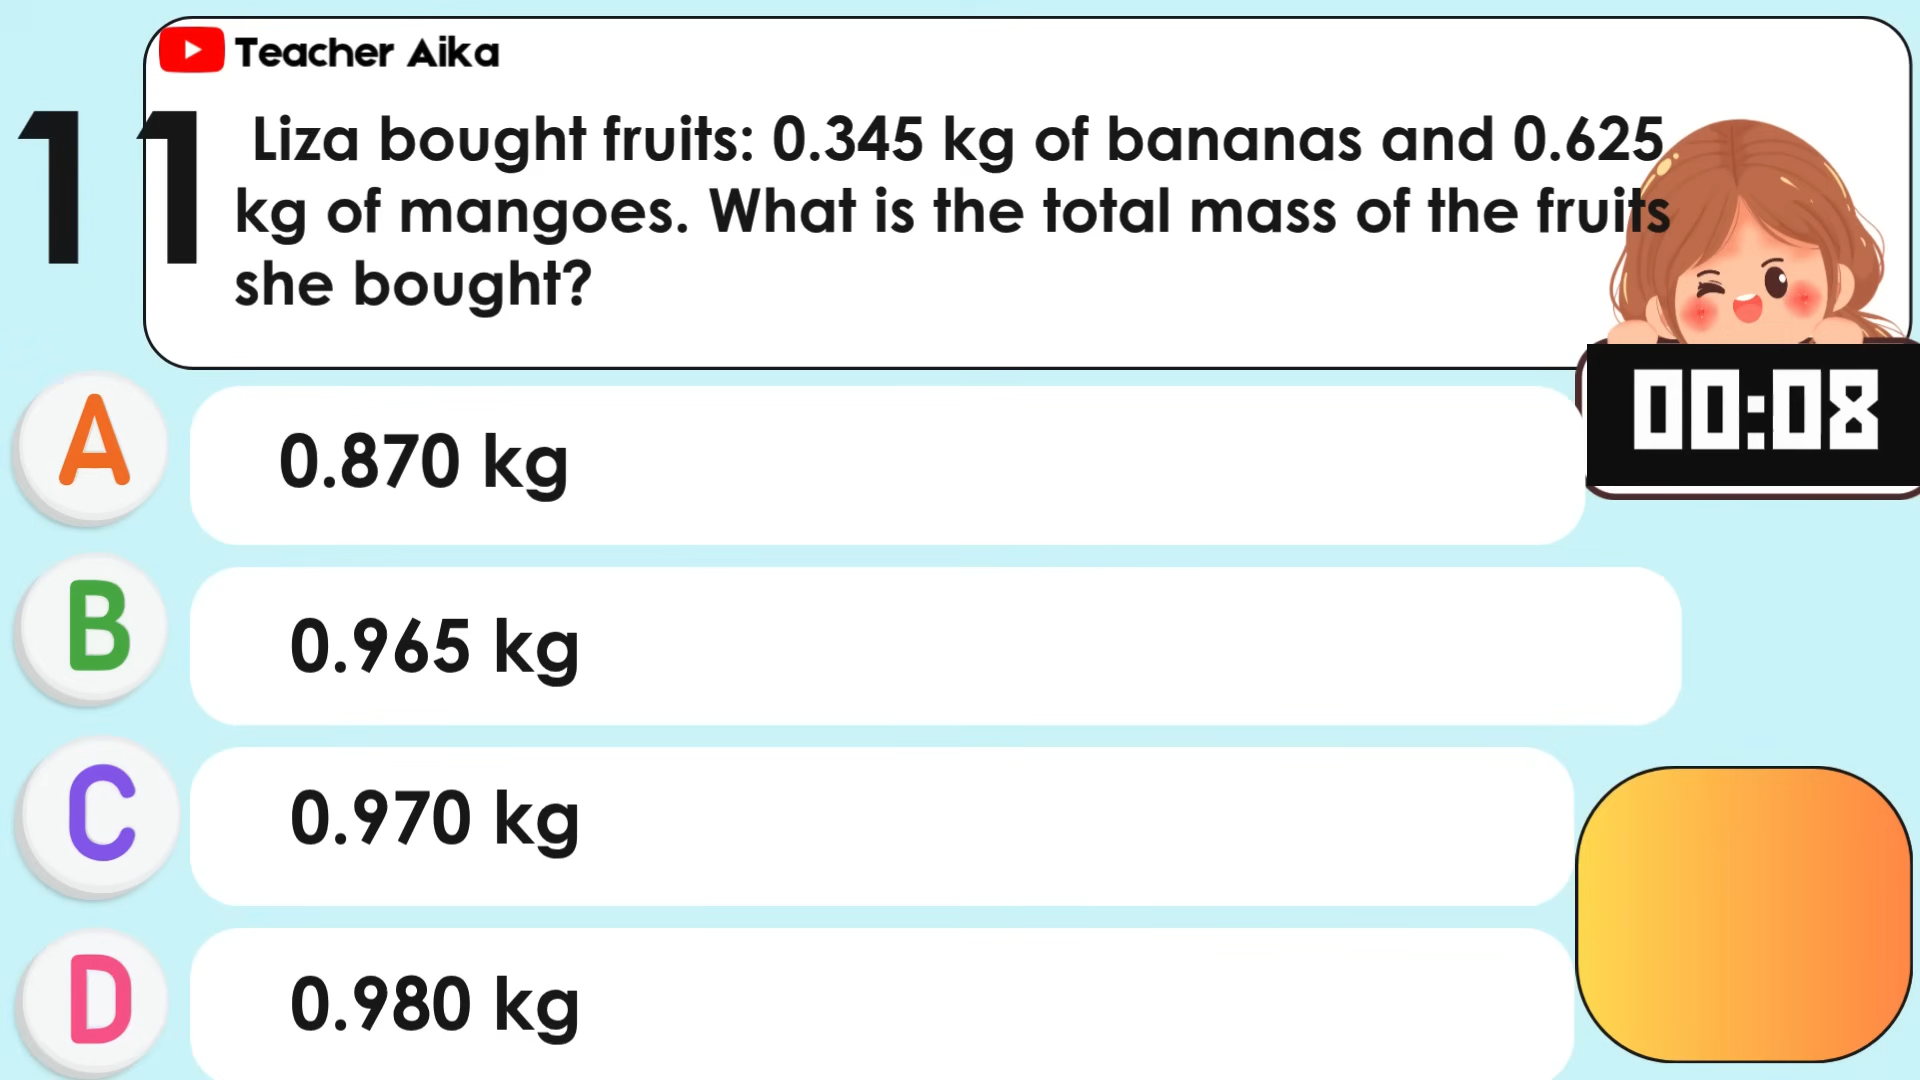 Teacher Aika
11
Liza bought fruits: 0.345 kg of bananas and 0.625
kg of mangoes. What is the total mass of the fruits
she bought?
00:08
A
0.870 kg
B
0.965 kg
C
0.970 kg
D
0.980 kg